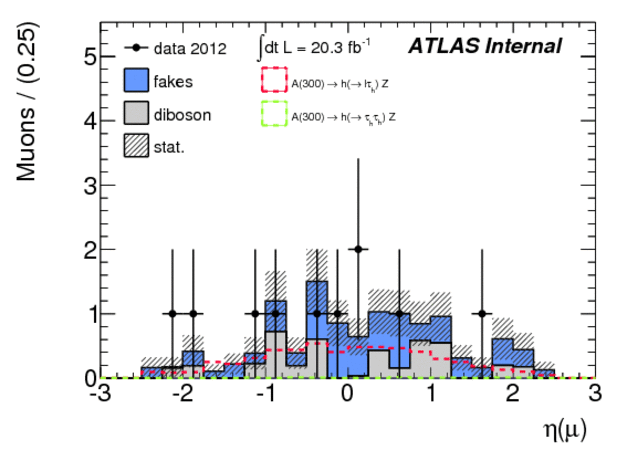 Muons / (0.25)
data 2012
∫dt L = 20.3 fb⁻¹
ATLAS Internal
fakes
A(300) → h(→ lτₕ) Z
diboson
A(300) → h(→ τₕτₕ) Z
stat.
5
4
3
2
1
0
-3 -2 -1 0 1 2 3
η(μ)